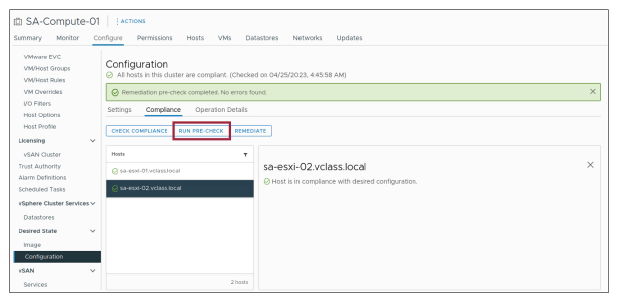 SA-Compute-01 ACTIONS
Summary Monitor Configure Permissions Hosts VMs Datastores Networks Updates
VMware EVC
VM/Host Groups
VM/Host Rules
VM Overrides
I/O Filters
Host Options
Host Profile
Licensing
vSAN Cluster
Trust Authority
Alarm Definitions
Scheduled Tasks
vSphere Cluster Services
Datastores
Desired State
Image
Configuration
vSAN
Services
Configuration
All hosts in this cluster are compliant. (Checked on 04/25/2023, 4:45:58 AM)
Remediation pre-check completed. No errors found.
Settings Compliance Operation Details
CHECK COMPLIANCE RUN PRE-CHECK REMEDIATE
Hosts
sa-esxi-01.vclass.local
sa-esxi-02.vclass.local
2 hosts
sa-esxi-02.vclass.local
Host is in compliance with desired configuration.